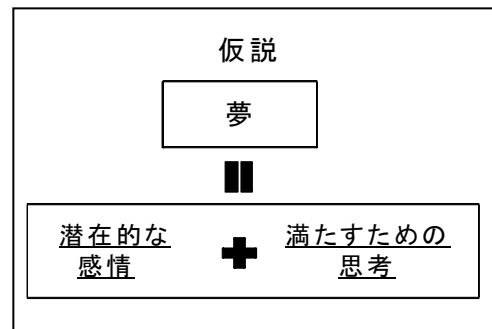 仮説
夢
潜在的な 満たすための
感情 思考